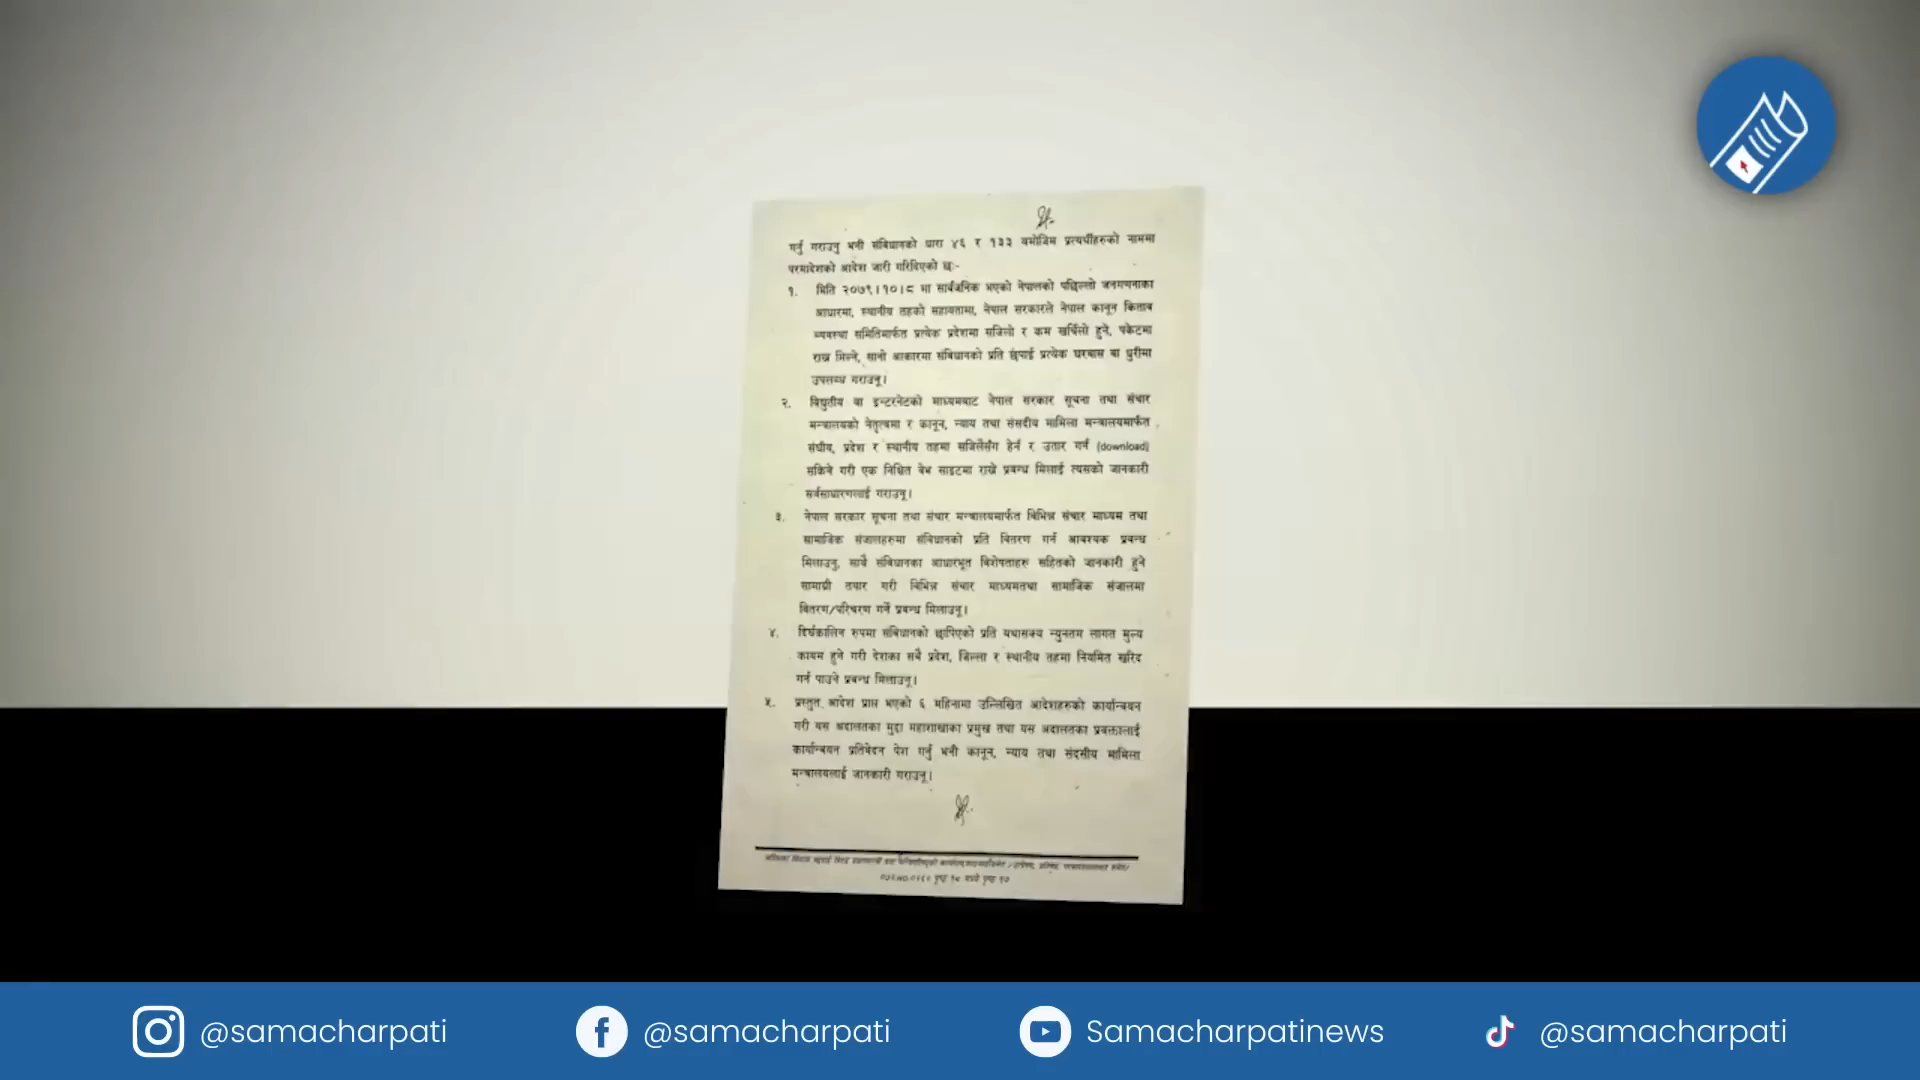 गर्नु गराउनु भनी संबिधानको धारा ४६ र १३३ बमोजिम प्रत्यर्थीहरुको नाममा
परमादेशको आदेश जारी गरिदिएको छः-
१. मिति २०७९।१०।८ मा सार्वजनिक भएको नेपालको पछिल्लो जनगणनाका
आधारमा, स्थानीय तहको सहायतामा, नेपाल सरकारले नेपाल कानून किताब
व्यवस्था समितिमार्फत प्रत्येक प्रदेशमा सजिलो र कम खर्चिलो हुने, पकेटमा
राख्न मिल्ने, सानो आकारमा संबिधानको प्रति छपाई प्रत्येक घरबास वा धुरीमा
उपलब्ध गराउनू।
२. विधुतीय वा इन्टरनेटको माध्यमबाट नेपाल सरकार सूचना तथा संचार
मन्त्रालयको नेतृत्वमा र कानून, न्याय तथा संसदीय मामिला मन्त्रालयमार्फत
संघीय, प्रदेश र स्थानीय तहमा सजिलैसँग हेर्न र उतार गर्न (download)
सकिने गरी एक निश्चित वेभ साइटमा राख्ने प्रबन्ध मिलाई त्यसको जानकारी
सर्वसाधारणलाई गराउनू।
३. नेपाल सरकार सूचना तथा संचार मन्त्रालयमार्फत बिभिन्न संचार माध्यम तथा
सामाजिक संजालहरुमा संबिधानको प्रति वितरण गर्न आवश्यक प्रबन्ध
मिलाउनु, साथै संबिधानका आधारभूत विशेषताहरु सहितको जानकारी हुने
सामाग्री तयार गरी बिभिन्न संचार माध्यमतथा सामाजिक संजालमा
वितरण/परिचरण गर्ने प्रबन्ध मिलाउनू।
४. दिर्घकालिन रुपमा संबिधानको छापिएको प्रति यथासक्य न्युनतम लागत मुल्य
कायम हुने गरी देशका सबै प्रदेश, जिल्ला र स्थानीय तहमा नियमित खरिद
गर्न पाउने प्रबन्ध मिलाउनू।
५. प्रस्तुत आदेश प्राप्त भएको ६ महिनामा उल्लिखित आदेशहरुको कार्यान्वयन
गरी यस अदालतका मुद्दा महाशाखाका प्रमुख तथा यस अदालतका प्रवक्तालाई
कार्यान्वयन प्रतिवेदन पेश गर्नु भनी कानून, न्याय तथा संदसीय मामिला
मन्त्रालयलाई जानकारी गराउनू।
@samacharpati
@samacharpati
Samacharpatinews
@samacharpati